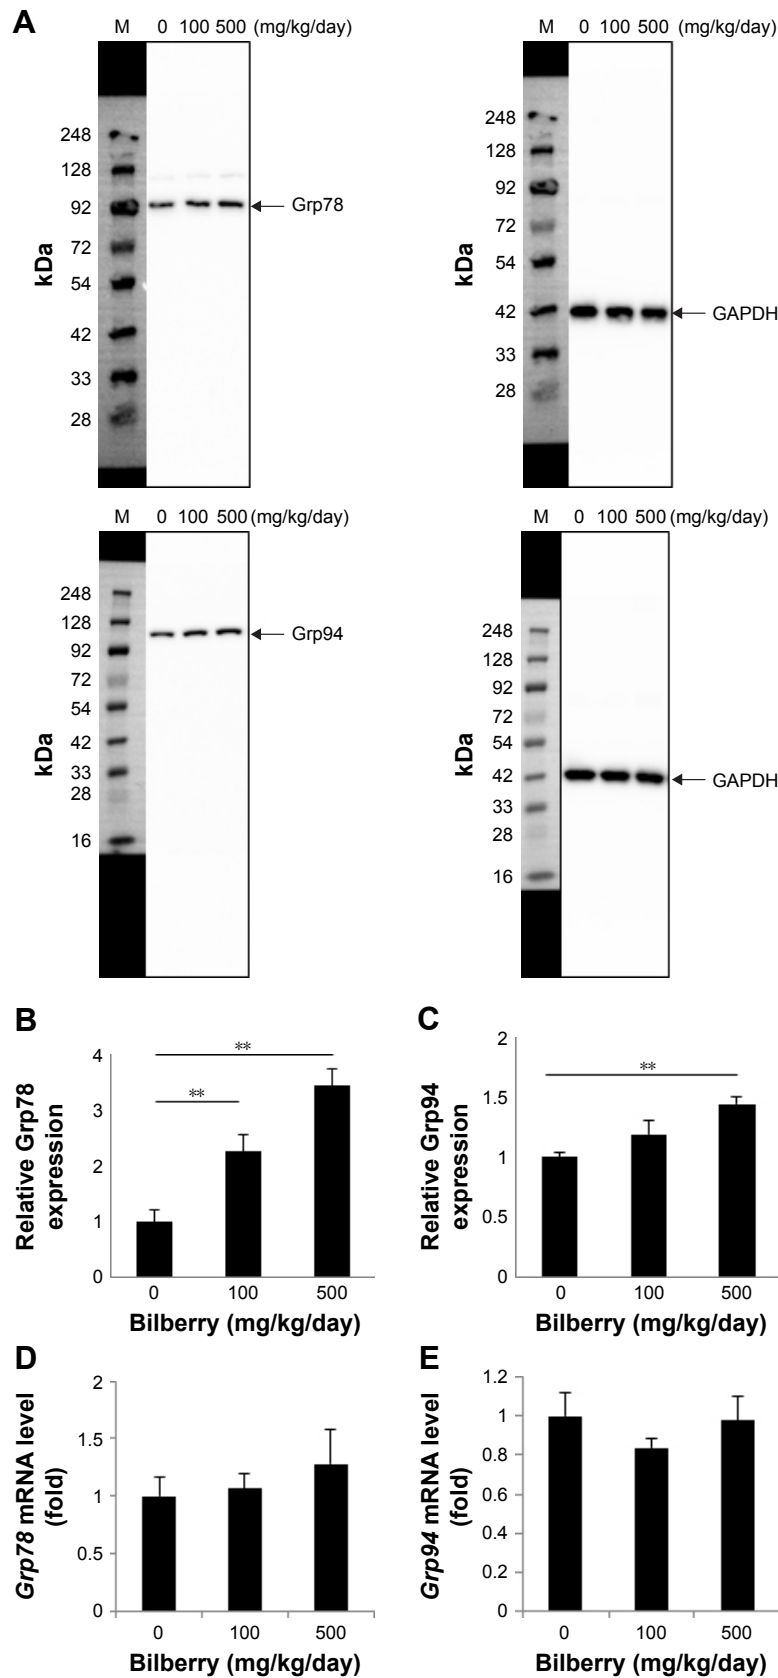 A
M 0 100 500 (mg/kg/day)
248
128
92
72
54
42
33
28
kDa
Grp78
M 0 100 500 (mg/kg/day)
248
128
92
72
54
42
33
28
kDa
GAPDH
M 0 100 500 (mg/kg/day)
248
128
92
72
54
42
33
28
16
kDa
Grp94
M 0 100 500 (mg/kg/day)
248
128
92
72
54
42
33
28
16
kDa
GAPDH
B
Relative Grp78
expression
4
3
2
1
0
**
**
0 100 500
Bilberry (mg/kg/day)
C
Relative Grp94
expression
2
1.5
1
0.5
0
**
0 100 500
Bilberry (mg/kg/day)
D
Grp78 mRNA level
(fold)
2
1.5
1
0.5
0
0 100 500
Bilberry (mg/kg/day)
E
Grp94 mRNA level
(fold)
1.2
1
0.8
0.6
0.4
0.2
0
0 100 500
Bilberry (mg/kg/day)